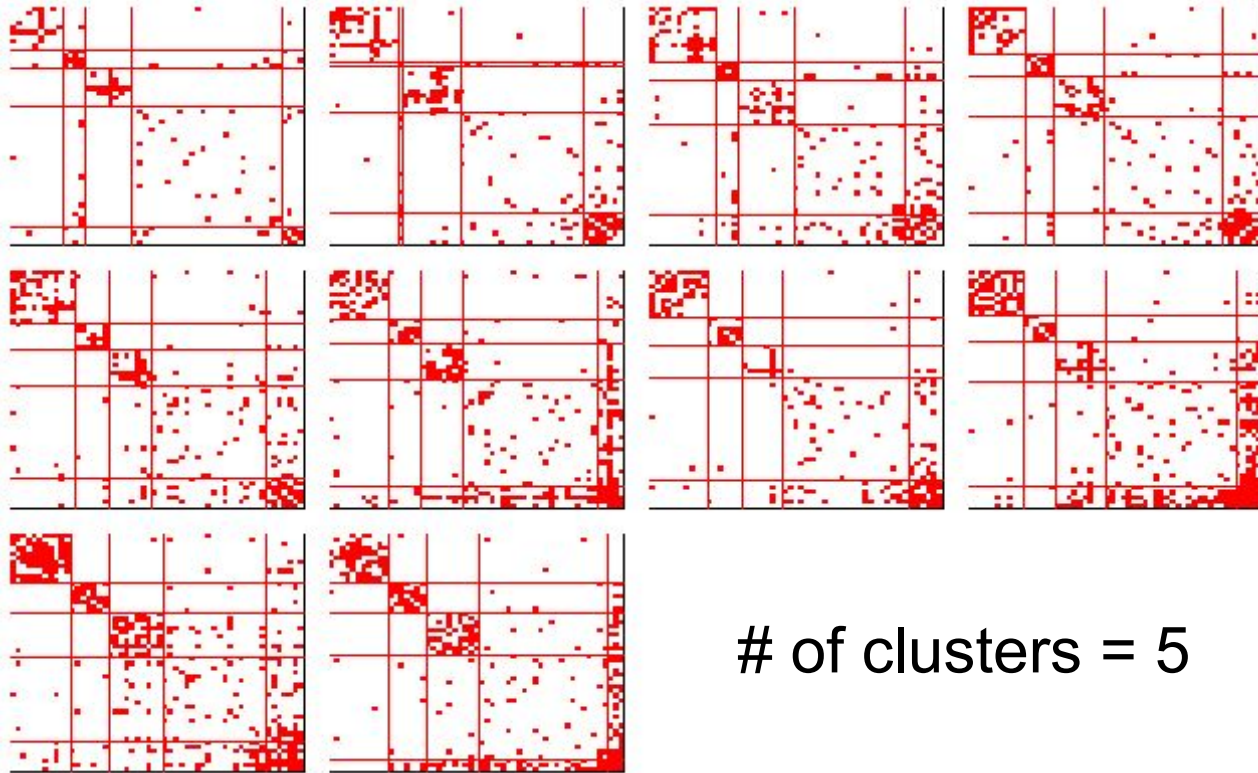 # of clusters = 5